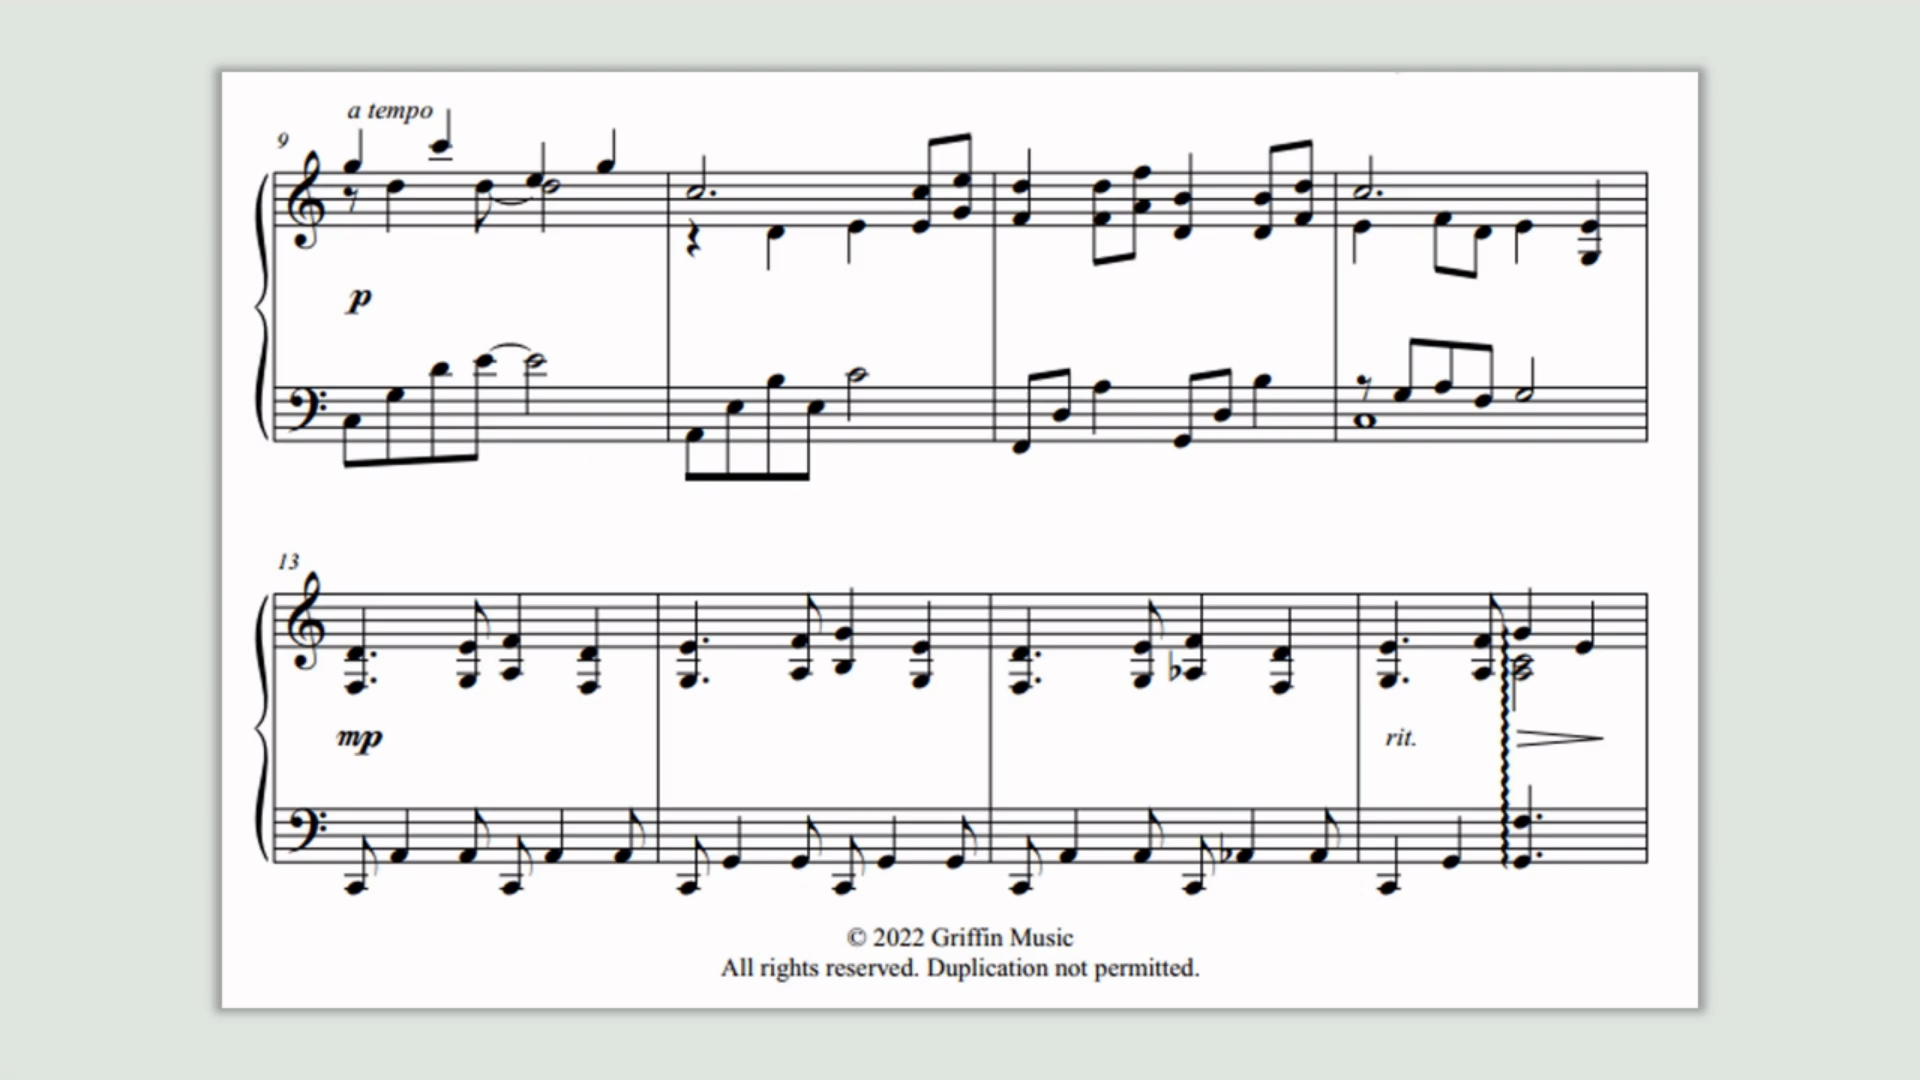 a tempo
9
p
13
mp
rit.
© 2022 Griffin Music
All rights reserved. Duplication not permitted.